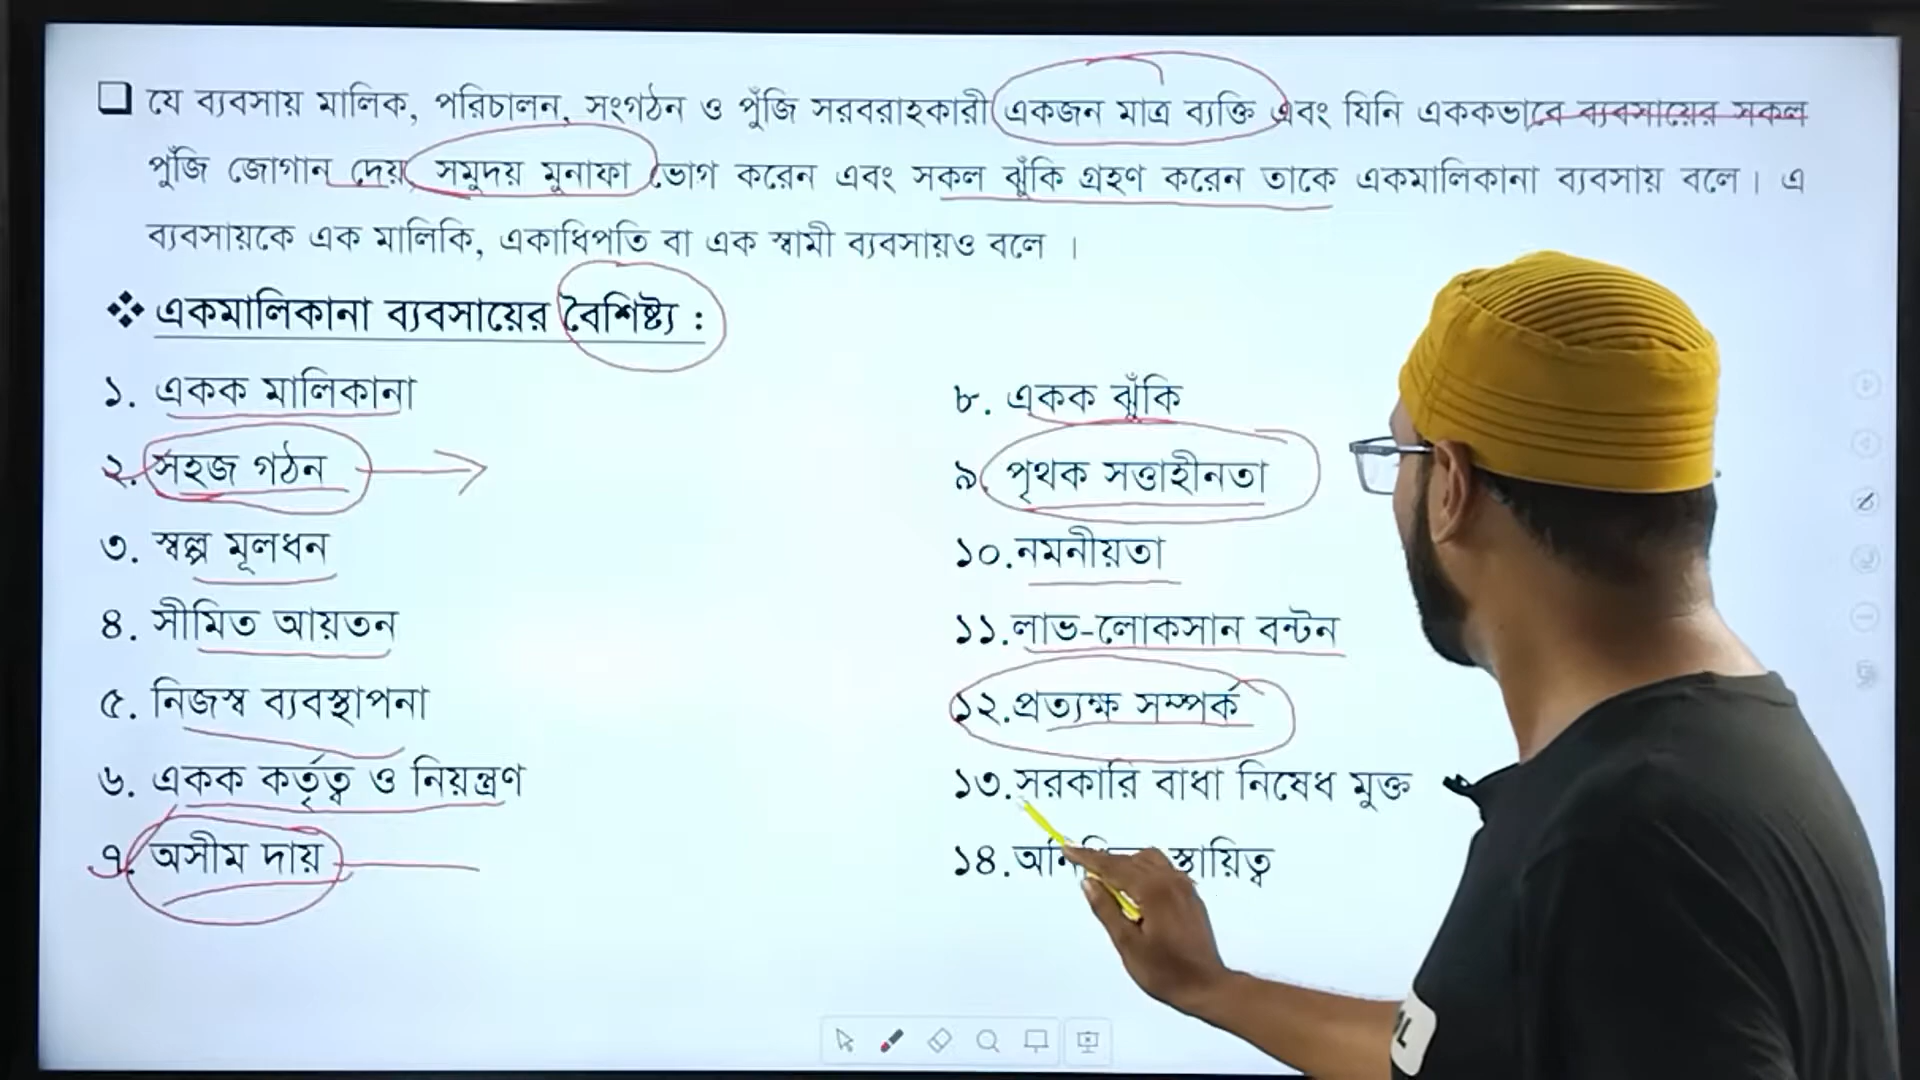 যে ব্যবসায় মালিক, পরিচালন, সংগঠন ও পুঁজি সরবরাহকারী একজন মাত্র ব্যক্তি এবং যিনি এককভাবে ব্যবসায়ের সকল
পুঁজি জোগান দেয়, সমুদয় মুনাফা ভোগ করেন এবং সকল ঝুঁকি গ্রহণ করেন তাকে একমালিকানা ব্যবসায় বলে। এ
ব্যবসায়কে এক মালিকি, একাধিপতি বা এক স্বামী ব্যবসায়ও বলে ।
একমালিকানা ব্যবসায়ের বৈশিষ্ট্য :
১. একক মালিকানা
২. সহজ গঠন
৩. স্বল্প মূলধন
৪. সীমিত আয়তন
৫. নিজস্ব ব্যবস্থাপনা
৬. একক কর্তৃত্ব ও নিয়ন্ত্রণ
৭. অসীম দায়
৮. একক ঝুঁকি
৯. পৃথক সত্তাহীনতা
১০.নমনীয়তা
১১.লাভ-লোকসান বন্টন
১২.প্রত্যক্ষ সম্পর্ক
১৩.সরকারি বাধা নিষেধ মুক্ত
১৪.